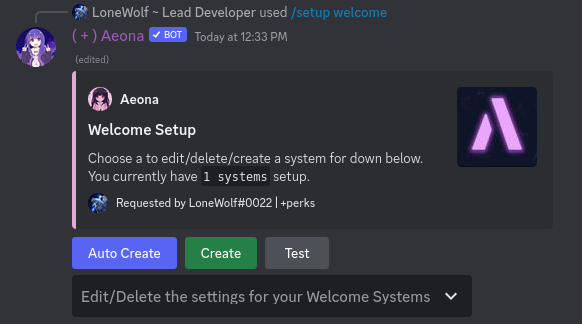 LoneWolf ~ Lead Developer used /setup welcome
( + ) Aeona ✓ BOT Today at 12:33 PM
(edited)
Aeona
Welcome Setup
Choose a to edit/delete/create a system for down below.
You currently have 1 systems setup.
Requested by LoneWolf#0022 | +perks
Auto Create Create Test
Edit/Delete the settings for your Welcome Systems